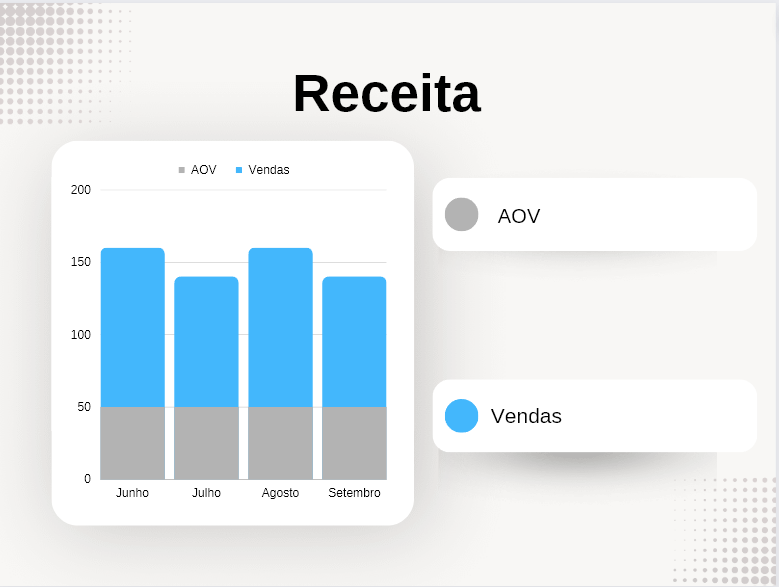 Receita
AOV Vendas
200
150
100
50
0
Junho Julho Agosto Setembro
AOV
Vendas